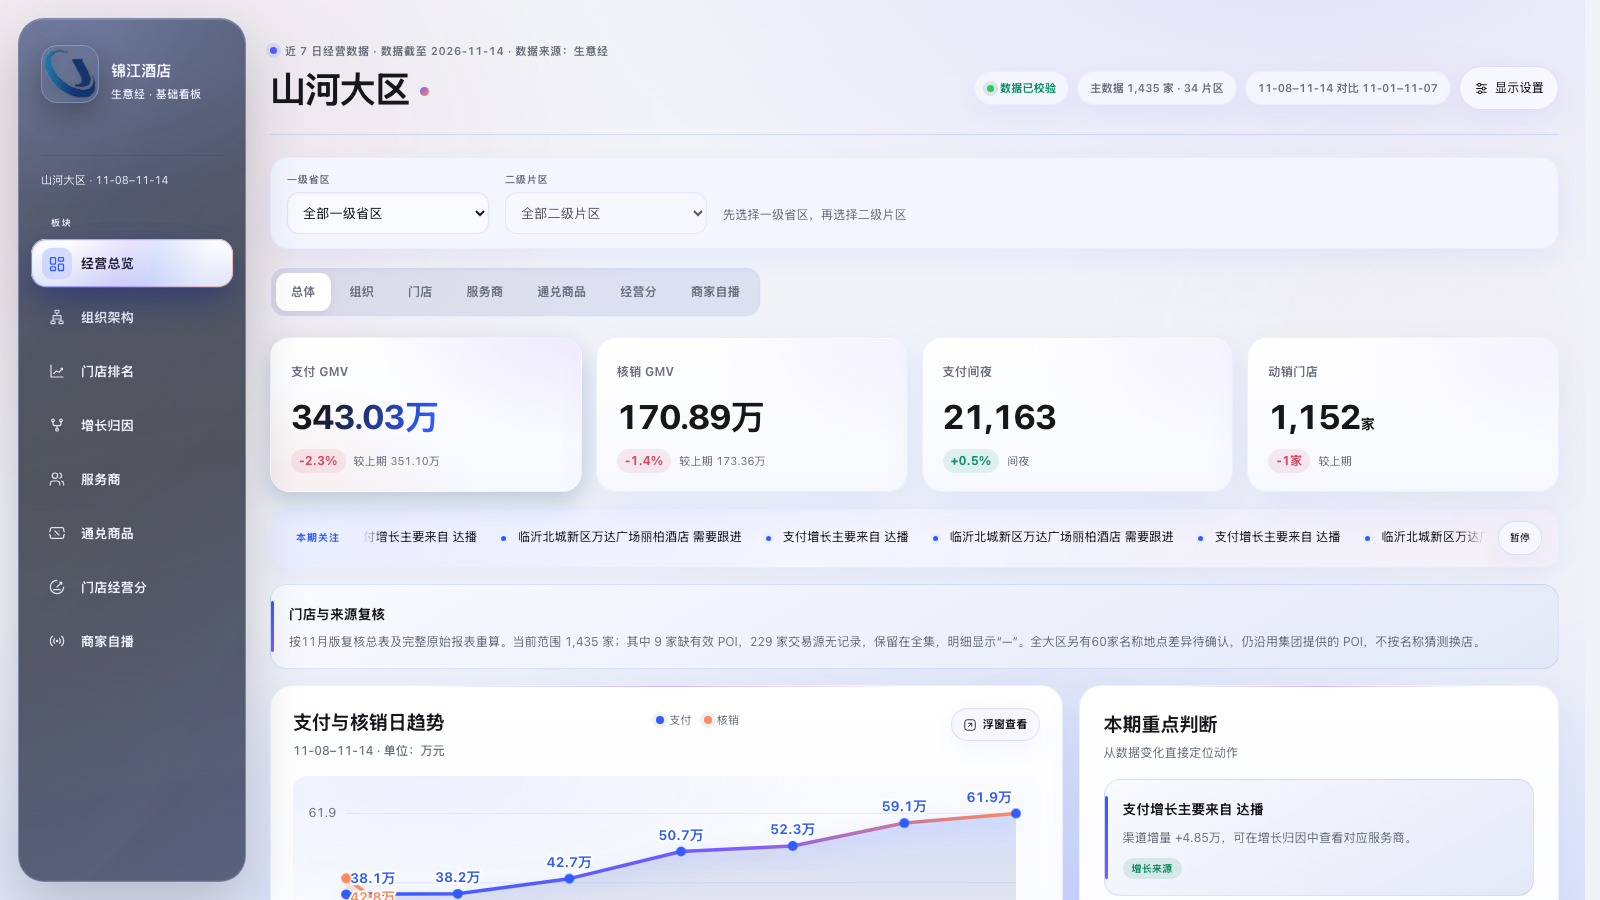 锦江酒店
生意经 · 基础看板
山河大区 · 11-08–11-14
板块
经营总览
组织架构
门店排名
增长归因
服务商
通兑商品
门店经营分
商家自播
近 7 日经营数据 · 数据截至 2026-11-14 · 数据来源：生意经
山河大区
数据已校验
主数据 1,435 家 · 34 片区
11-08–11-14 对比 11-01–11-07
显示设置
一级省区
二级片区
全部一级省区
全部二级片区
先选择一级省区，再选择二级片区
总体 组织 门店 服务商 通兑商品 经营分 商家自播
支付 GMV
343.03万
-2.3% 较上期 351.10万
核销 GMV
170.89万
-1.4% 较上期 173.36万
支付间夜
21,163
+0.5% 间夜
动销门店
1,152家
-1家 较上期
本期关注 付增长主要来自 达播 临沂北城新区万达广场丽柏酒店 需要跟进 支付增长主要来自 达播 临沂北城新区万达广场丽柏酒店 需要跟进 支付增长主要来自 达播 临沂北城新区万达 暂停
门店与来源复核
按11月版复核总表及完整原始报表重算。当前范围 1,435 家；其中 9 家缺有效 POI，229 家交易源无记录，保留在全集，明细显示“—”。全大区另有60家名称地点差异待确认，仍沿用集团提供的 POI，不按名称猜测换店。
支付与核销日趋势
11-08–11-14 · 单位：万元
支付 核销
浮窗查看
61.9
38.1万
42.8万
38.2万
42.7万
50.7万
52.3万
59.1万
61.9万
本期重点判断
从数据变化直接定位动作
支付增长主要来自 达播
渠道增量 +4.85万，可在增长归因中查看对应服务商。
增长来源